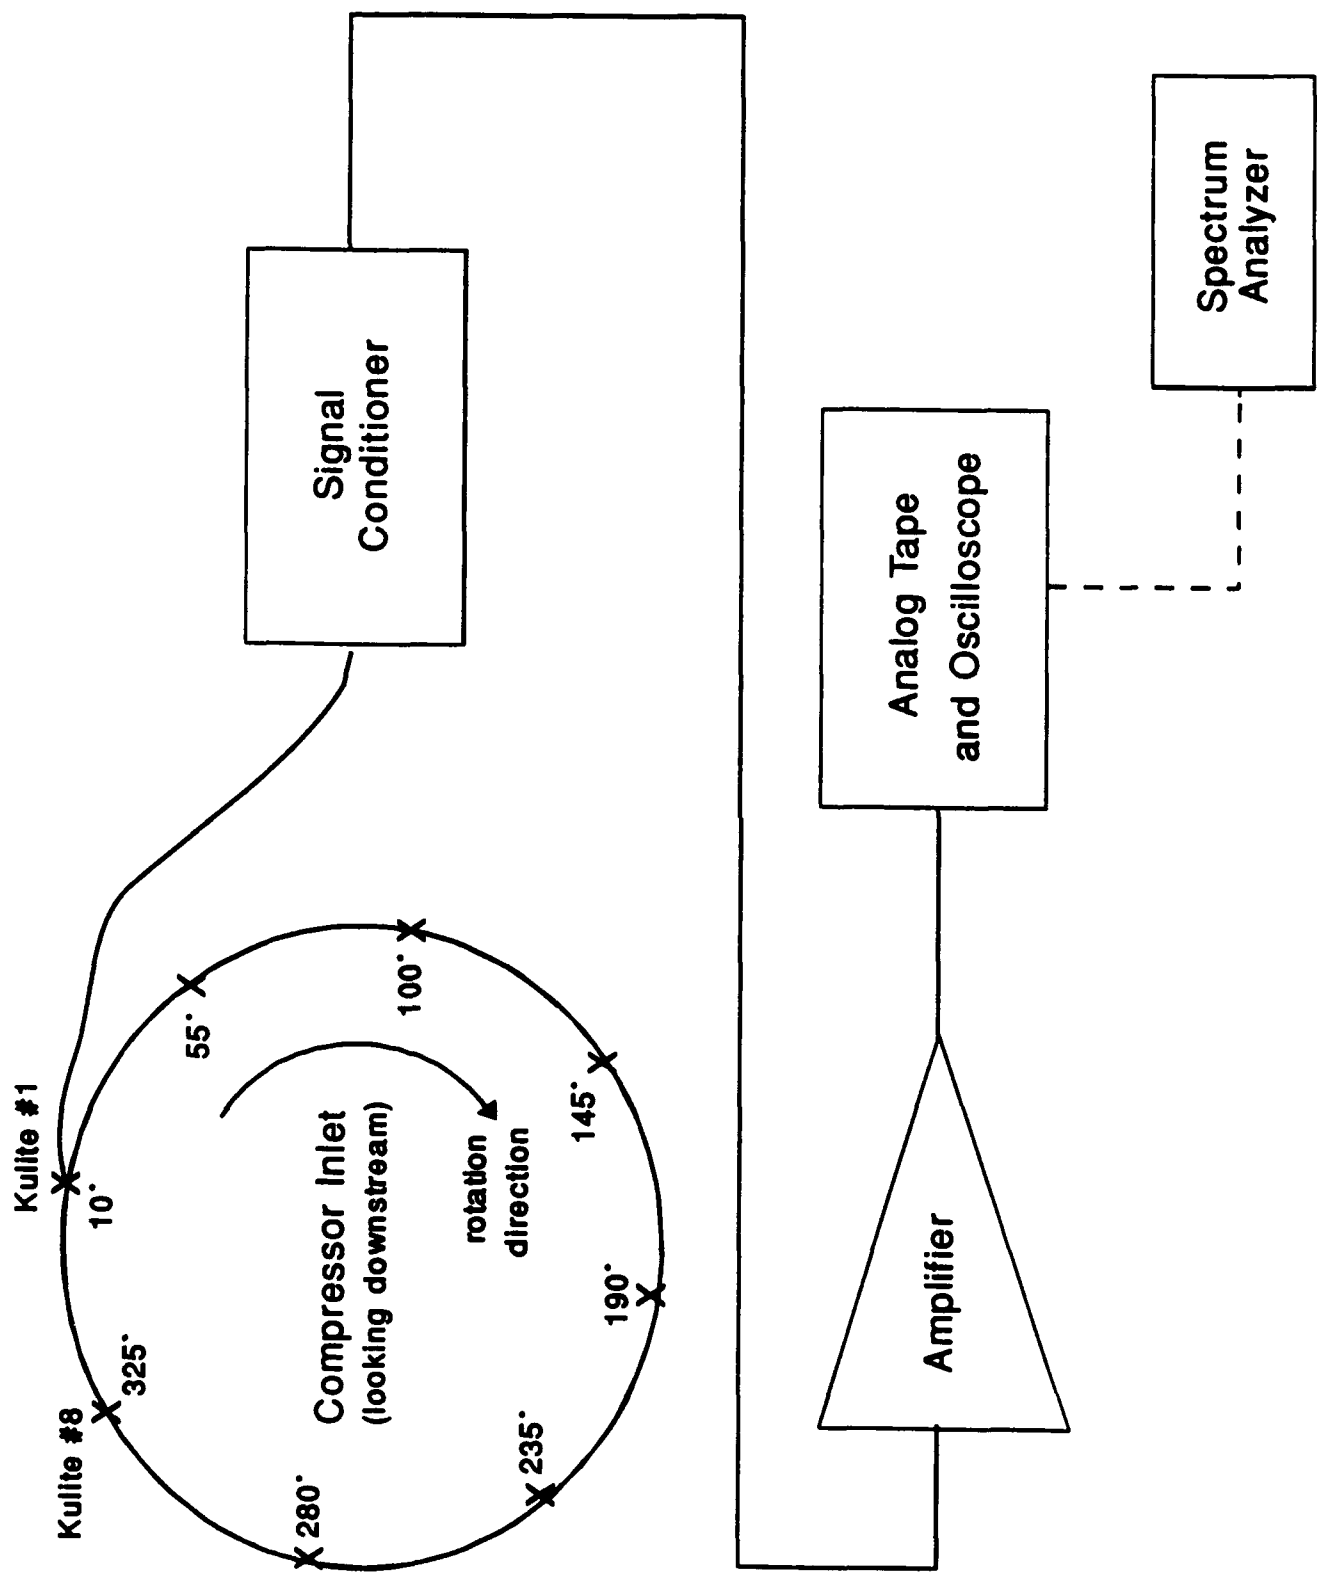 Kulite #8
Kulite #1
325°
10°
280°
55°
Compressor Inlet
(looking downstream)
rotation
direction
235°
100°
190°
145°
Signal
Conditioner
Amplifier
Analog Tape
and Oscilloscope
Spectrum
Analyzer